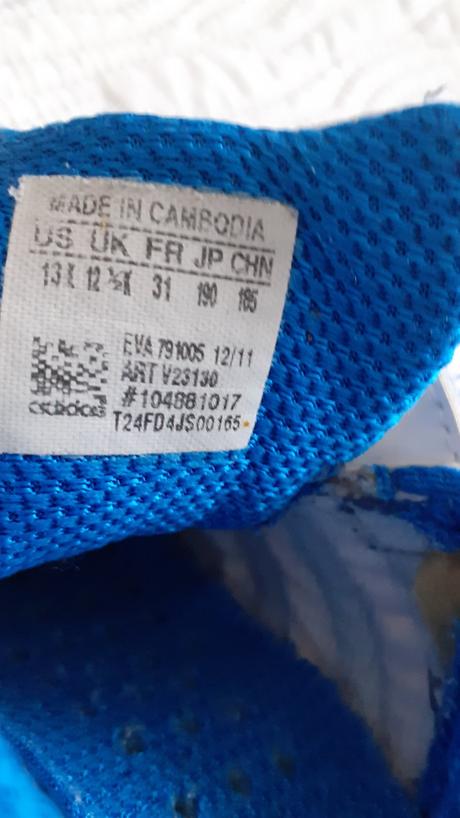 MADE IN CAMBODIA
US UK FR JP CHN
13K 12 ½K 31 190 185
EVA 791005 12/11
ART V23130
#104881017
T24FD4JS00165